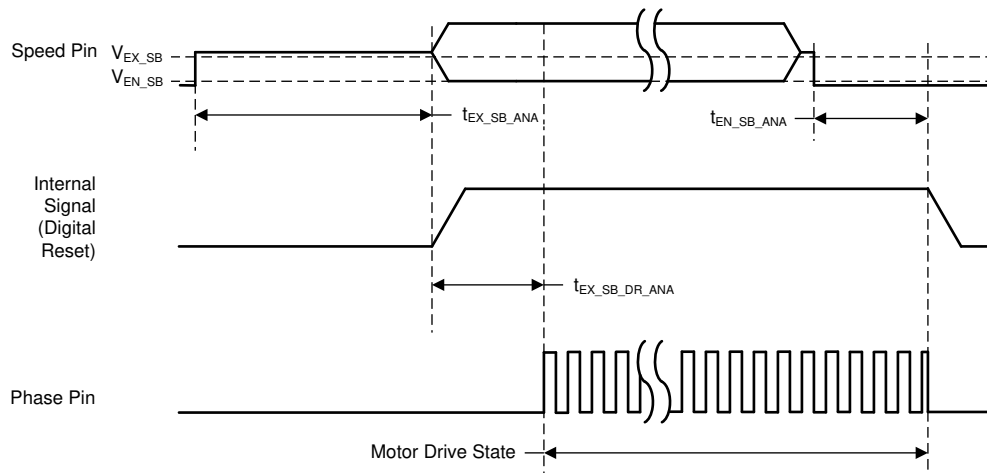 Speed Pin
V_EX_SB
V_EN_SB
t_EX_SB_ANA
t_EN_SB_ANA
Internal
Signal
(Digital
Reset)
t_EX_SB_DR_ANA
Phase Pin
Motor Drive State